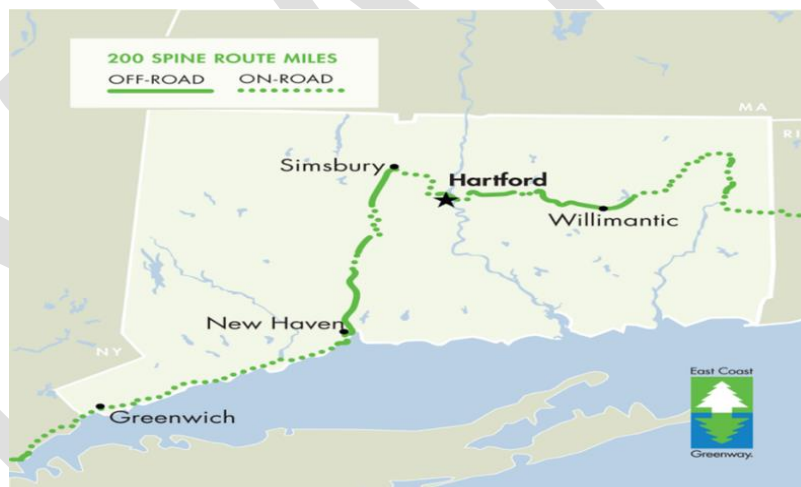 200 SPINE ROUTE MILES
OFF-ROAD ON-ROAD
MA
RI
Simsbury
Hartford
Willimantic
New Haven
NY
Greenwich
East Coast
Greenway.